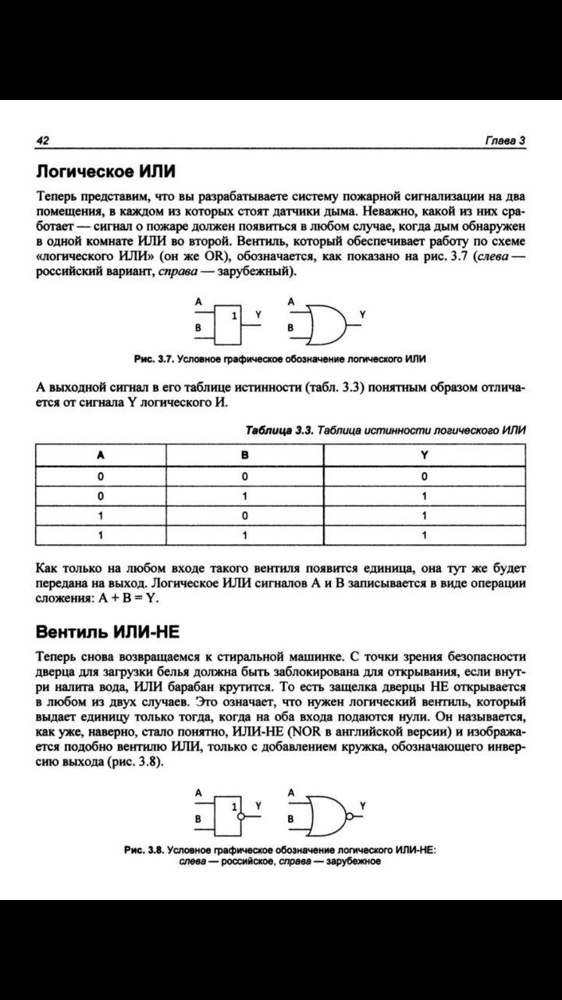 42
Глава 3
Логическое ИЛИ
Теперь представим, что вы разрабатываете систему пожарной сигнализации на два
помещения, в каждом из которых стоят датчики дыма. Неважно, какой из них сра-
ботает — сигнал о пожаре должен появиться в любом случае, когда дым обнаружен
в одной комнате ИЛИ во второй. Вентиль, который обеспечивает работу по схеме
«логического ИЛИ» (он же OR), обозначается, как показано на рис. 3.7 (слева —
российский вариант, справа — зарубежный).
A
B
1
Y
A
B
Y
Рис. 3.7. Условное графическое обозначение логического ИЛИ
А выходной сигнал в его таблице истинности (табл. 3.3) понятным образом отлича-
ется от сигнала Y логического И.
Таблица 3.3. Таблица истинности логического ИЛИ
A B Y
0 0 0
0 1 1
1 0 1
1 1 1
Как только на любом входе такого вентиля появится единица, она тут же будет
передана на выход. Логическое ИЛИ сигналов A и B записывается в виде операции
сложения: A + B = Y.
Вентиль ИЛИ-НЕ
Теперь снова возвращаемся к стиральной машинке. С точки зрения безопасности
дверца для загрузки белья должна быть заблокирована для открывания, если внут-
ри налита вода, ИЛИ барабан крутится. То есть защелка дверцы НЕ открывается
в любом из двух случаев. Это означает, что нужен логический вентиль, который
выдает единицу только тогда, когда на оба входа подаются нули. Он называется,
как уже, наверно, стало понятно, ИЛИ-НЕ (NOR в английской версии) и изобража-
ется подобно вентилю ИЛИ, только с добавлением кружка, обозначающего инвер-
сию выхода (рис. 3.8).
A
B
1
Y
A
B
Y
Рис. 3.8. Условное графическое обозначение логического ИЛИ-НЕ:
слева — российское, справа — зарубежное